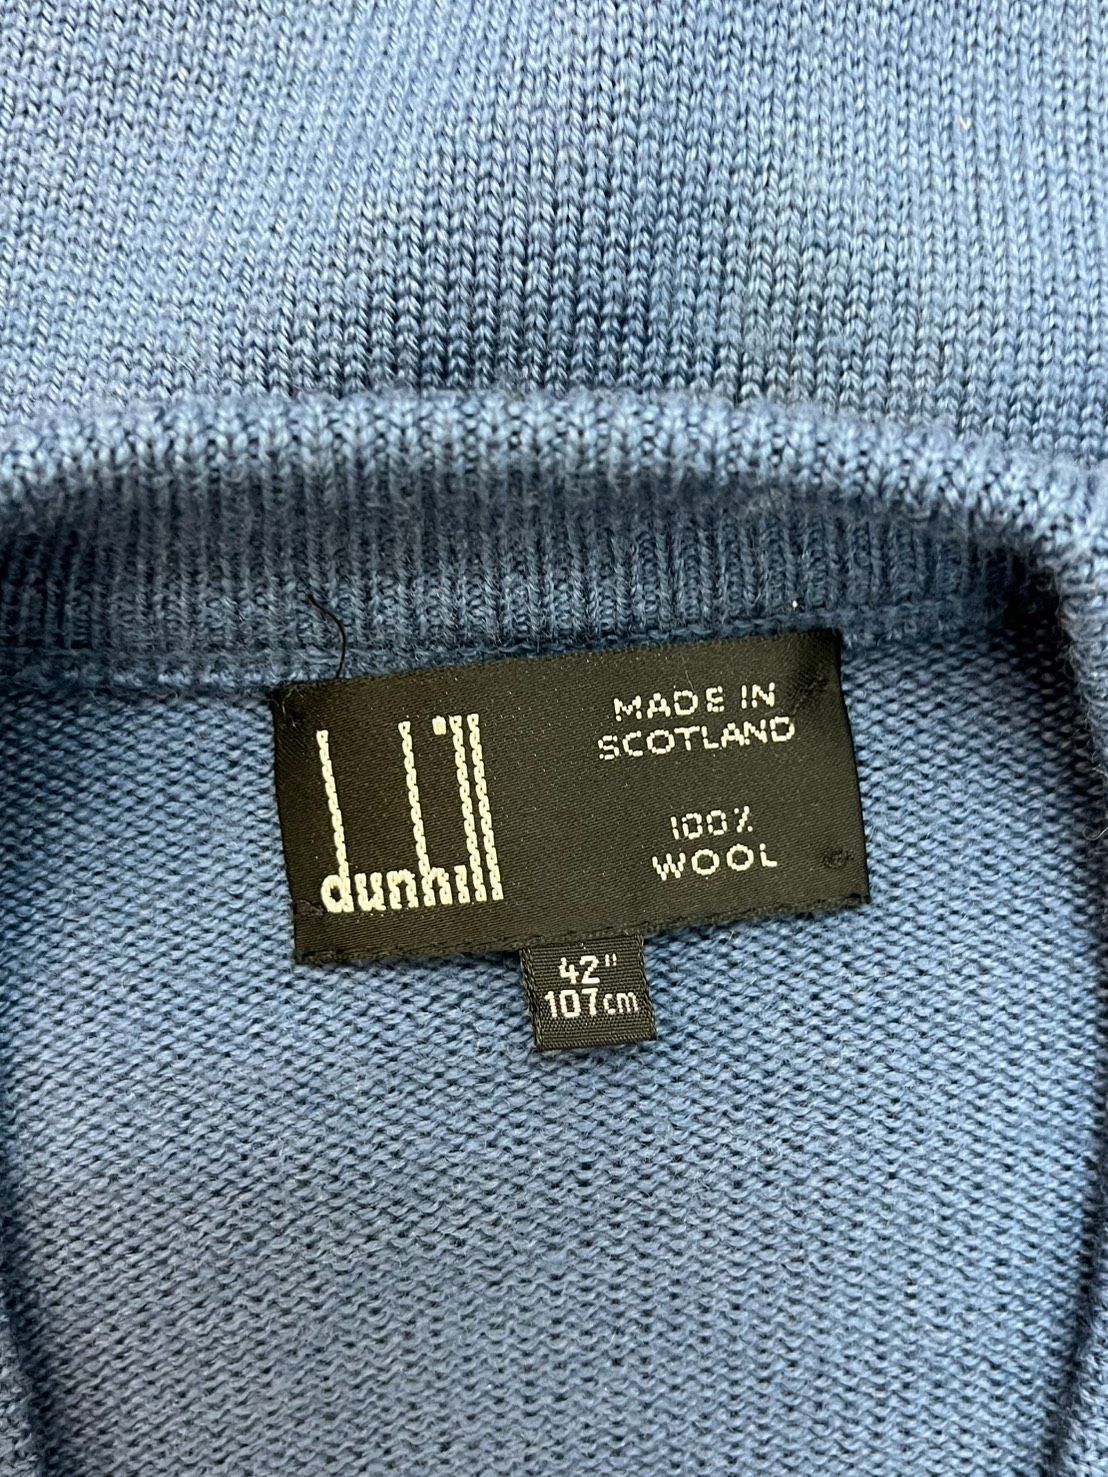 dunhill
MADE IN
SCOTLAND
100%
WOOL
42"
107cm